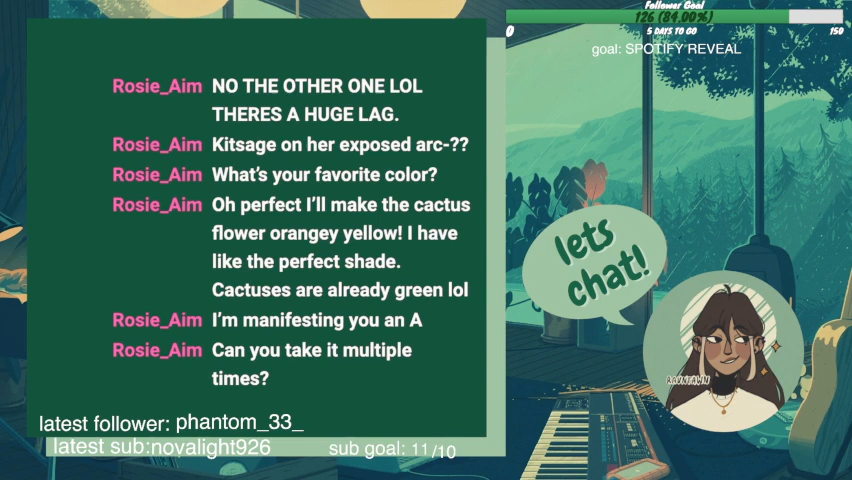 Follower Goal
126 (84.00%)
0 5 DAYS TO GO 150
goal: SPOTIFY REVEAL
Rosie_Aim NO THE OTHER ONE LOL
THERES A HUGE LAG.
Rosie_Aim Kitsage on her exposed arc-??
Rosie_Aim What's your favorite color?
Rosie_Aim Oh perfect I'll make the cactus
flower orangey yellow! I have
like the perfect shade.
Cactuses are already green lol
Rosie_Aim I'm manifesting you an A
Rosie_Aim Can you take it multiple
times?
lets
chat!
latest follower: phantom_33_
latest sub:novalight926
sub goal: 11/10